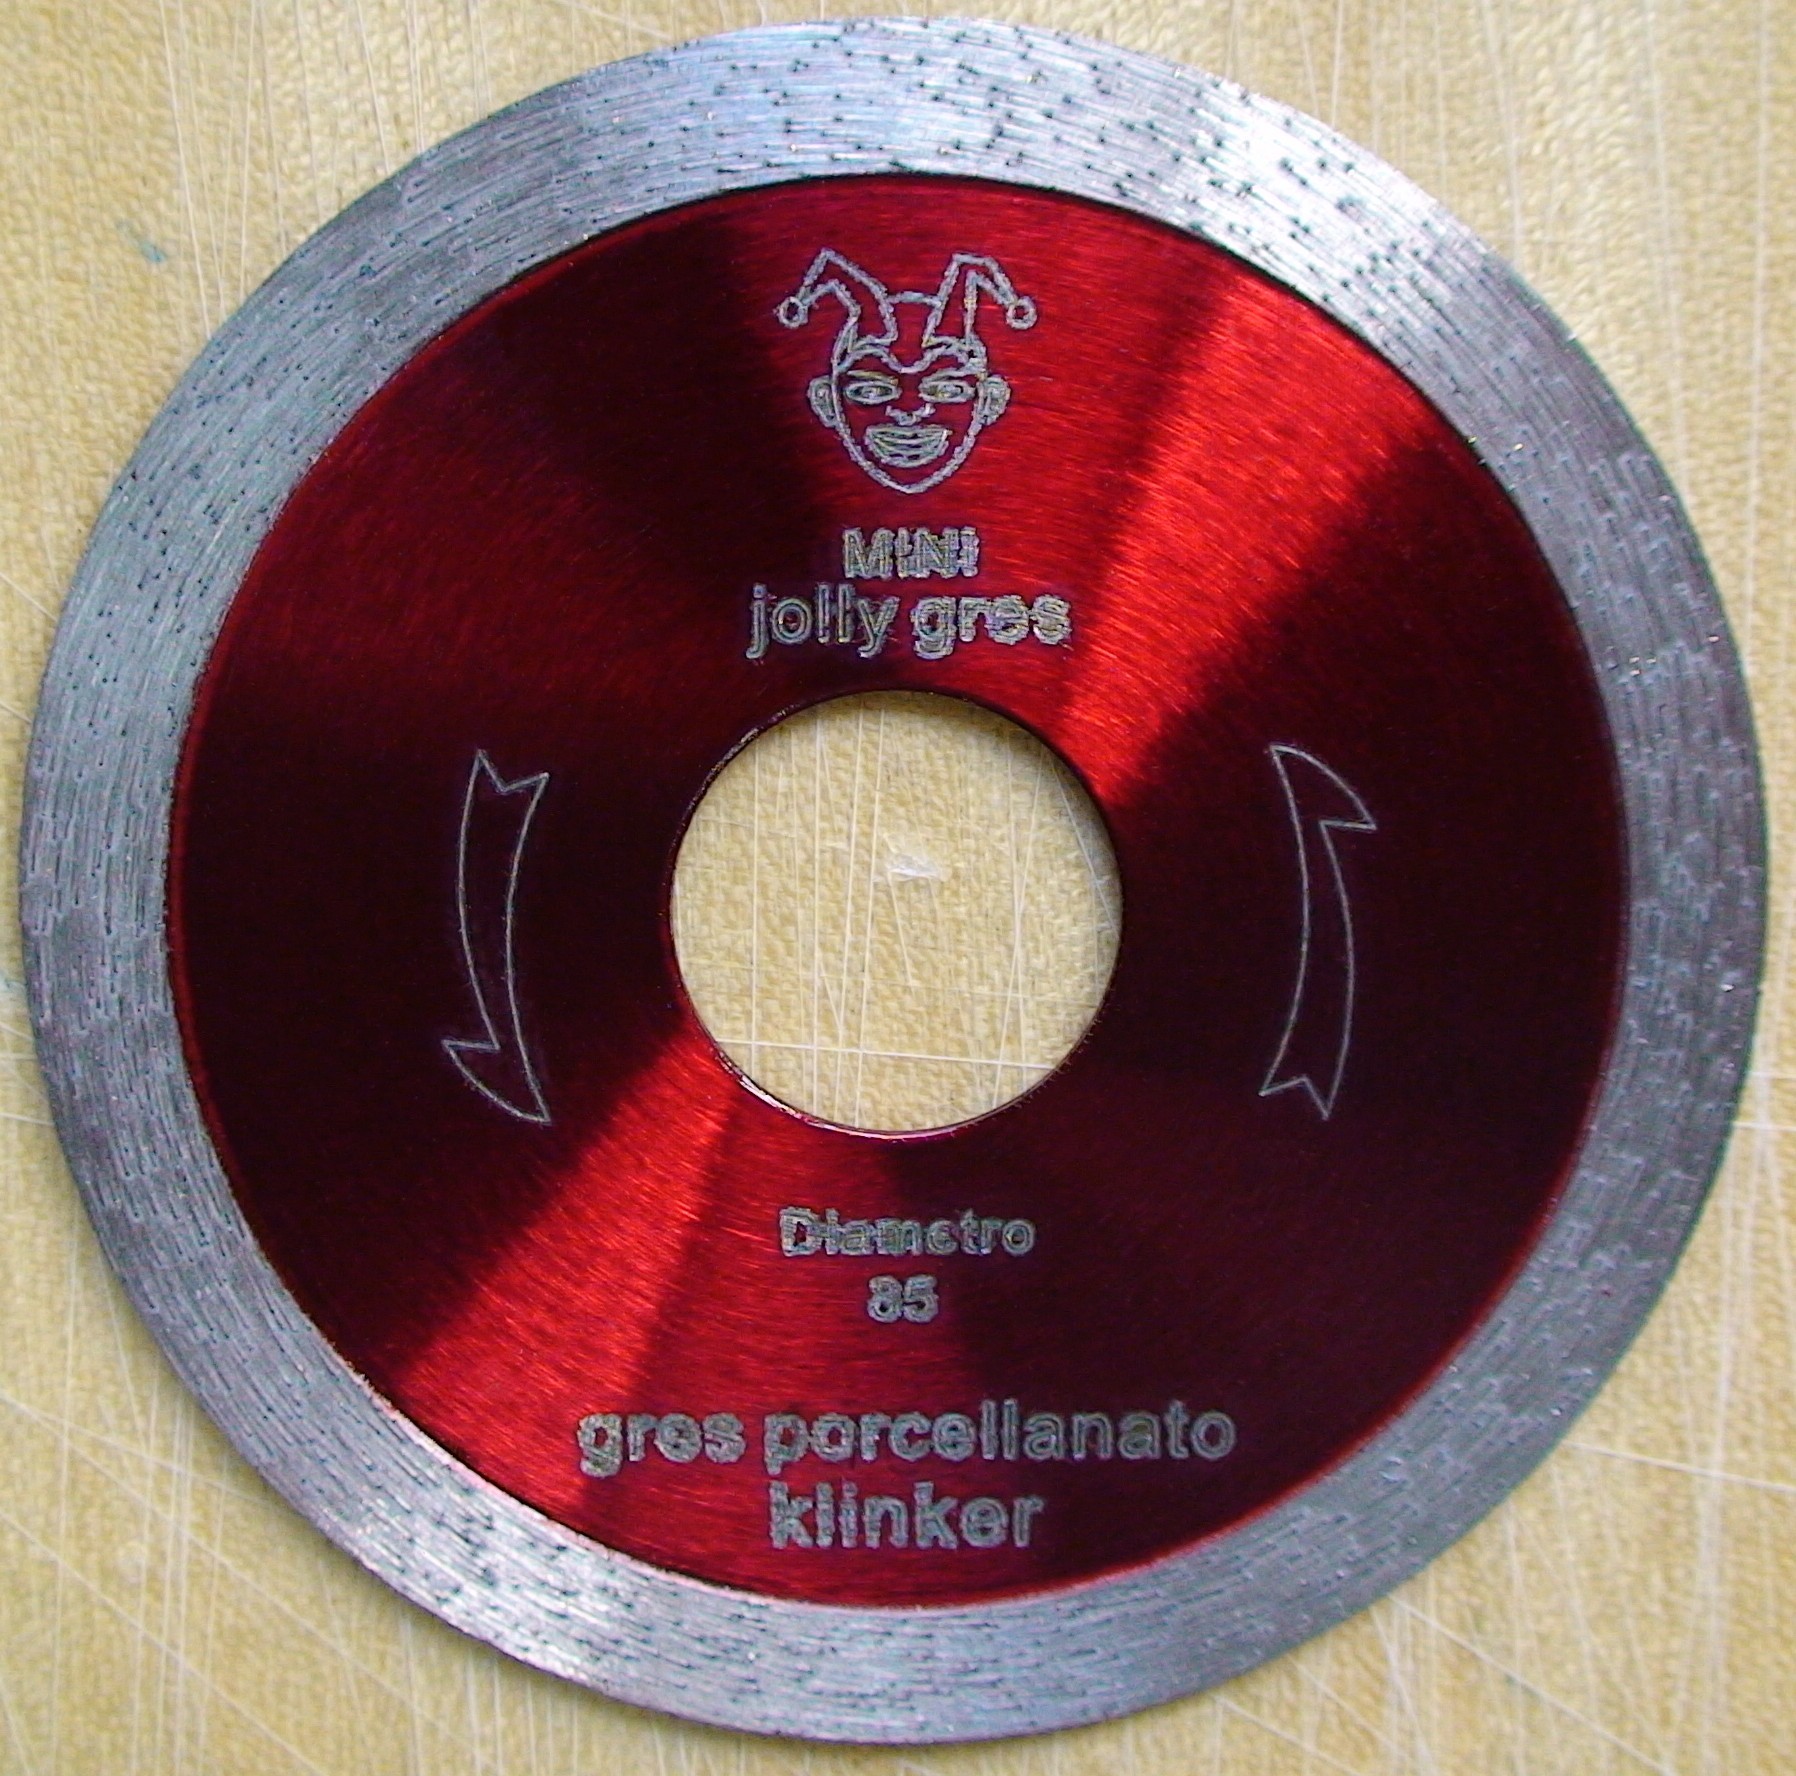 MINI
jolly gres
Diametro
85
gres porcellanato
klinker